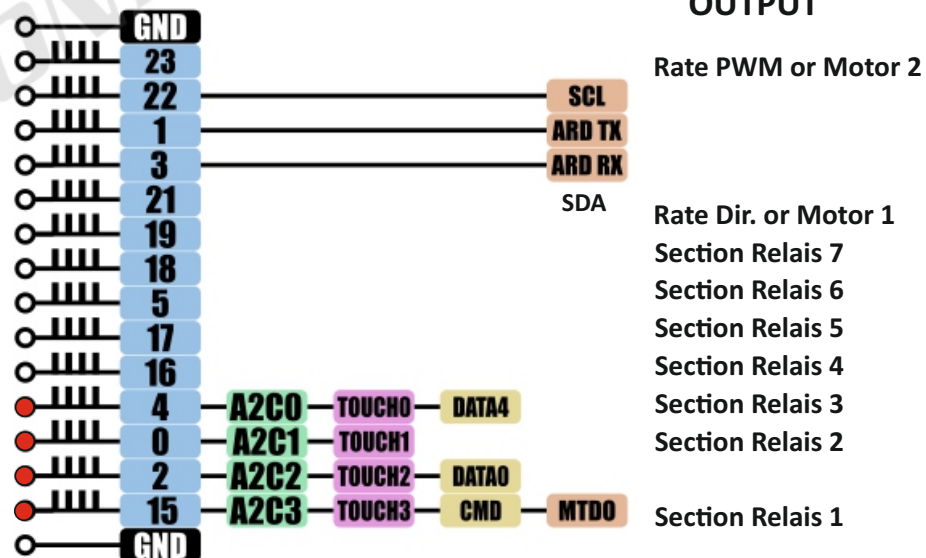 OUTPUT
GND
23 Rate PWM or Motor 2
22 SCL
1 ARD TX
3 ARD RX
21 SDA
Rate Dir. or Motor 1
19
Section Relais 7
18
Section Relais 6
5
Section Relais 5
17
Section Relais 4
16
4 A2C0 TOUCH0 DATA4 Section Relais 3
0 A2C1 TOUCH1 Section Relais 2
2 A2C2 TOUCH2 DATA0
15 A2C3 TOUCH3 CMD MTDO Section Relais 1
GND